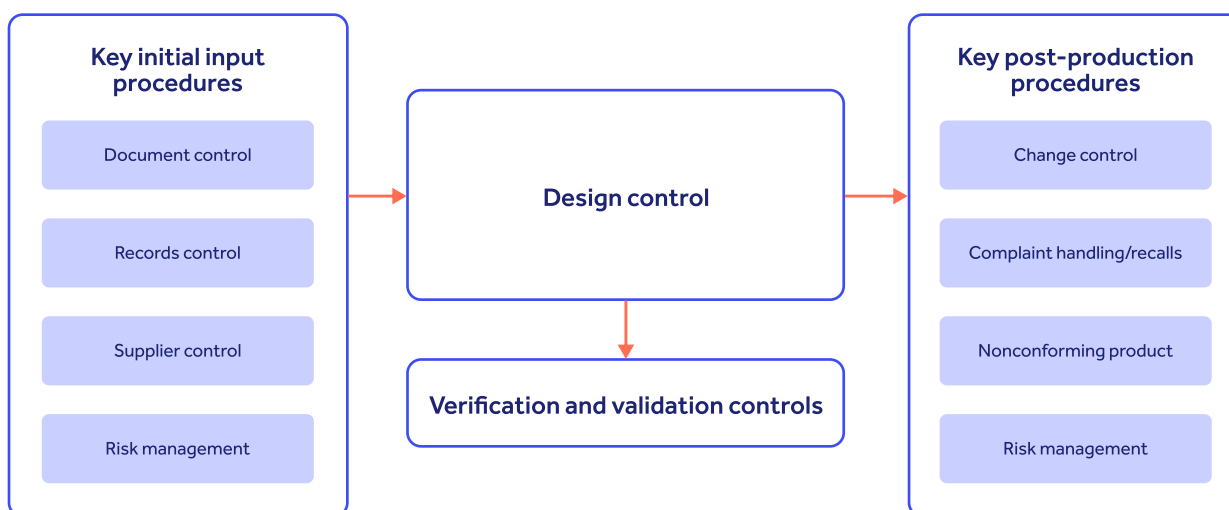 Key initial input
procedures
Document control
Records control
Supplier control
Risk management
Design control
Verification and validation controls
Key post-production
procedures
Change control
Complaint handling/recalls
Nonconforming product
Risk management